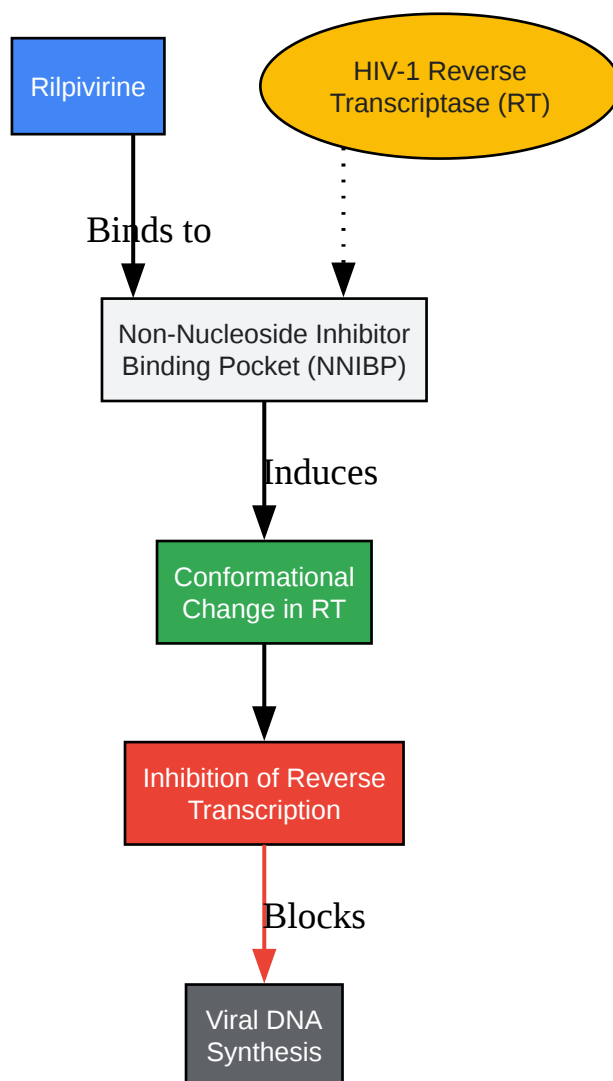 Rilpivirine
HIV-1 Reverse
Transcriptase (RT)
Binds to
Non-Nucleoside Inhibitor
Binding Pocket (NNIBP)
Induces
Conformational
Change in RT
Inhibition of Reverse
Transcription
Blocks
Viral DNA
Synthesis